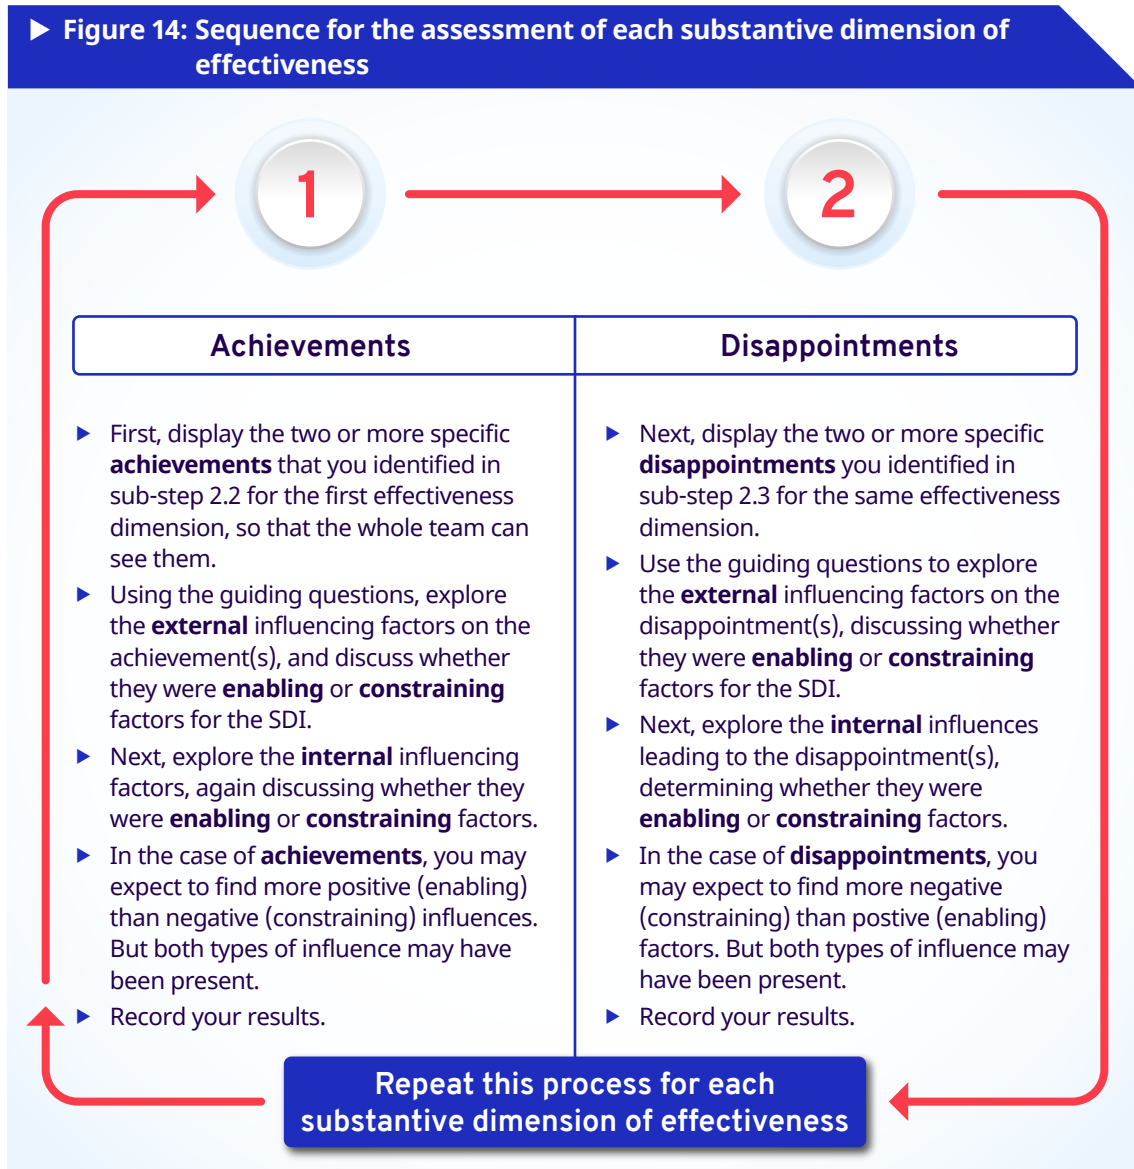 ▶ Figure 14: Sequence for the assessment of each substantive dimension of
effectiveness
1
2
Achievements
▶ First, display the two or more specific
achievements that you identified in
sub-step 2.2 for the first effectiveness
dimension, so that the whole team can
see them.
▶ Using the guiding questions, explore
the external influencing factors on the
achievement(s), and discuss whether
they were enabling or constraining
factors for the SDI.
▶ Next, explore the internal influencing
factors, again discussing whether they
were enabling or constraining factors.
▶ In the case of achievements, you may
expect to find more positive (enabling)
than negative (constraining) influences.
But both types of influence may have
been present.
▶ Record your results.
Disappointments
▶ Next, display the two or more specific
disappointments you identified in
sub-step 2.3 for the same effectiveness
dimension.
▶ Use the guiding questions to explore
the external influencing factors on the
disappointment(s), discussing whether
they were enabling or constraining
factors for the SDI.
▶ Next, explore the internal influences
leading to the disappointment(s),
determining whether they were
enabling or constraining factors.
▶ In the case of disappointments, you
may expect to find more negative
(constraining) than postive (enabling)
factors. But both types of influence may
have been present.
▶ Record your results.
Repeat this process for each
substantive dimension of effectiveness